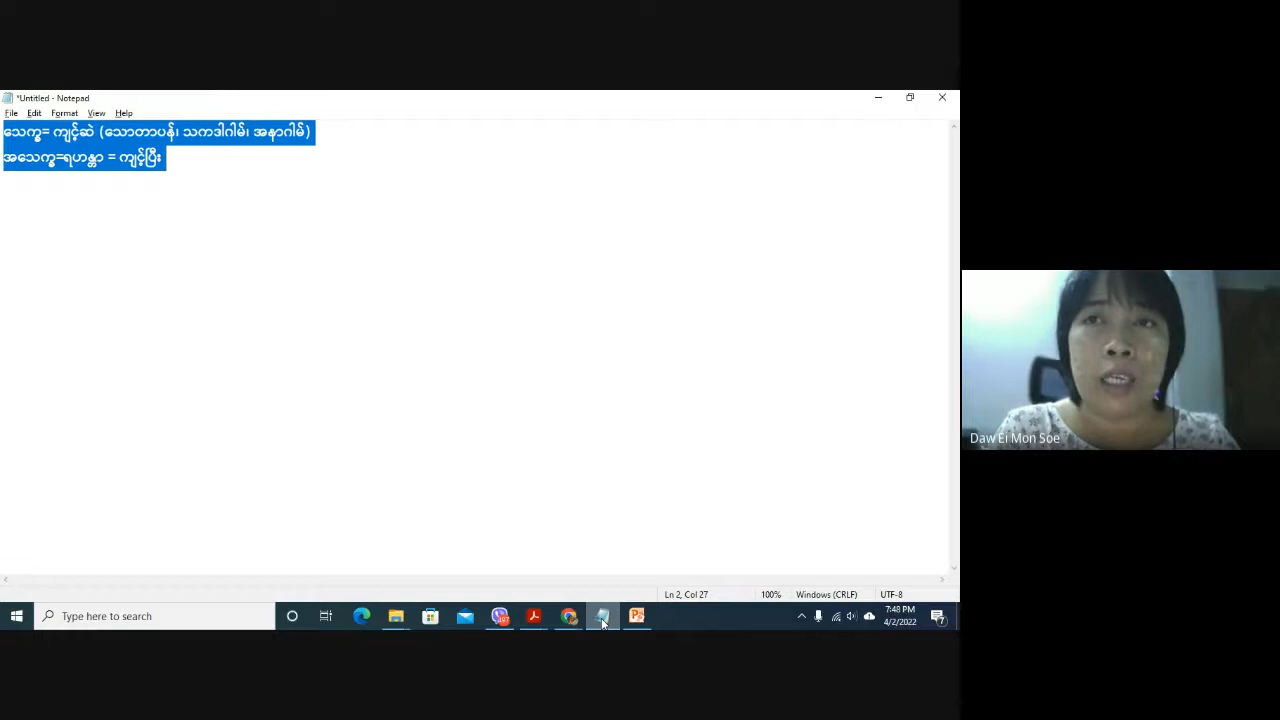 *Untitled - Notepad
File Edit Format View Help
သေက္ခ= ကျင့်ဆဲ (သောတာပန်၊ သကဒါဂါမ်၊ အနာဂါမ်)
အသေက္ခ=ရဟန္တာ = ကျင့်ပြီး
Daw Ei Mon Soe
Ln 2, Col 27 100% Windows (CRLF) UTF-8
Type here to search
7:48 PM
4/2/2022